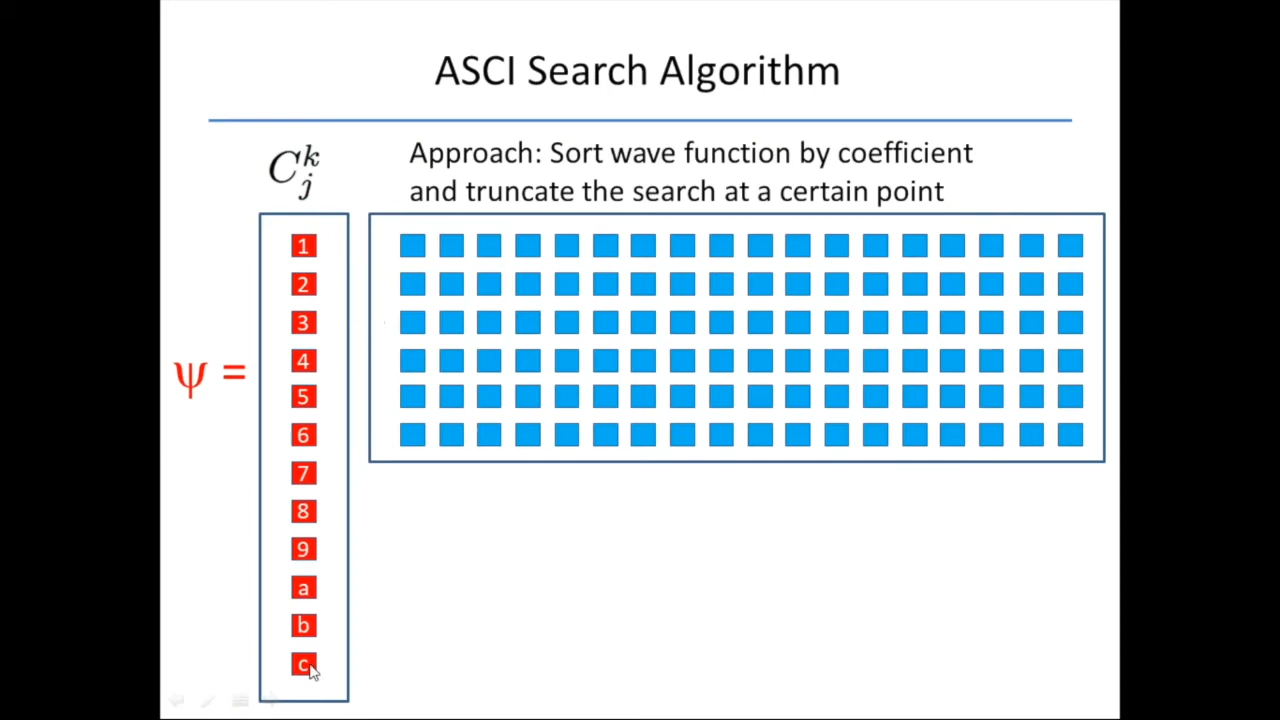 ASCI Search Algorithm
C_j^k
Approach: Sort wave function by coefficient
and truncate the search at a certain point
ψ =
1
2
3
4
5
6
7
8
9
a
b
c